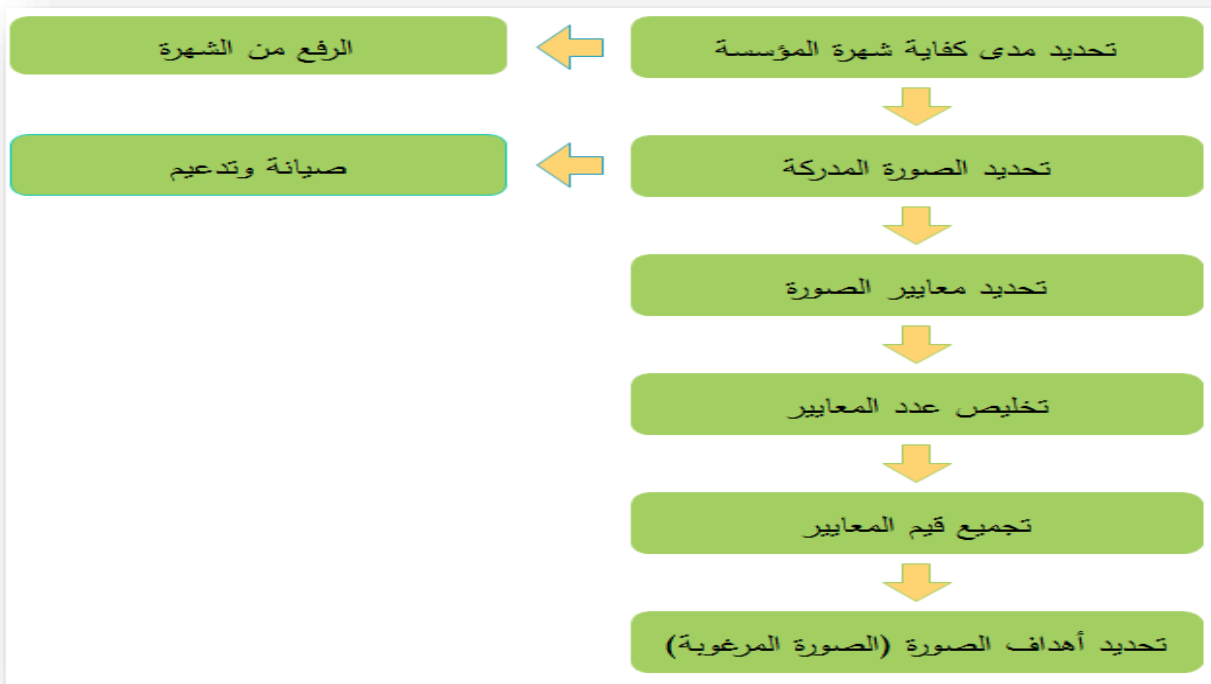 تحديد مدى كفاية شهرة المؤسسة
الرفع من الشهرة
تحديد الصورة المدركة
صيانة وتدعيم
تحديد معايير الصورة
تخليص عدد المعايير
تجميع قيم المعايير
تحديد أهداف الصورة (الصورة المرغوبة)